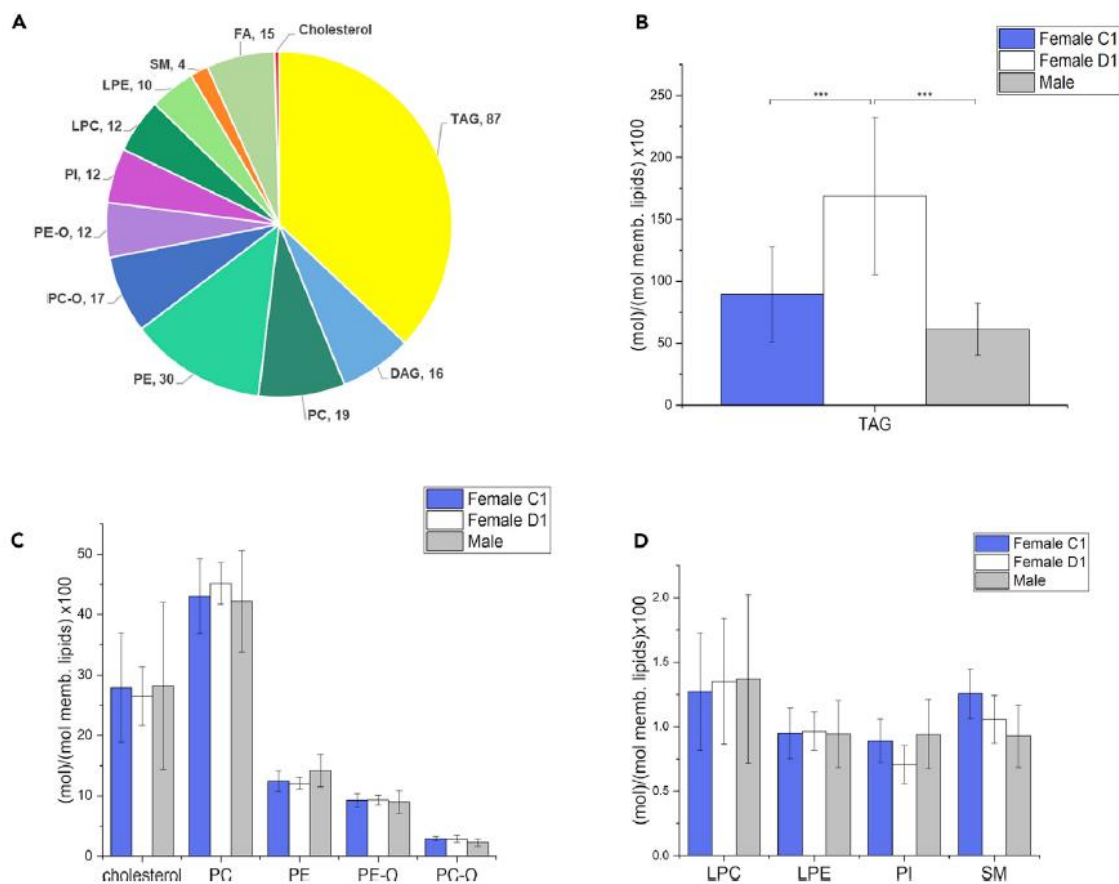 A
FA, 15
Cholesterol
SM, 4
LPE, 10
LPC, 12
TAG, 87
PI, 12
PE-O, 12
PC-O, 17
PE, 30
PC, 19
DAG, 16
B
Female C1
Female D1
Male
(mol)/(mol memb. lipids) x100
250
200
150
100
50
0
***
***
TAG
C
Female C1
Female D1
Male
(mol)/(mol memb. lipids) x100
50
40
30
20
10
0
cholesterol PC PE PE-O PC-O
D
Female C1
Female D1
Male
(mol)/(mol memb. lipids)x100
2.0
1.5
1.0
0.5
0.0
LPC LPE PI SM